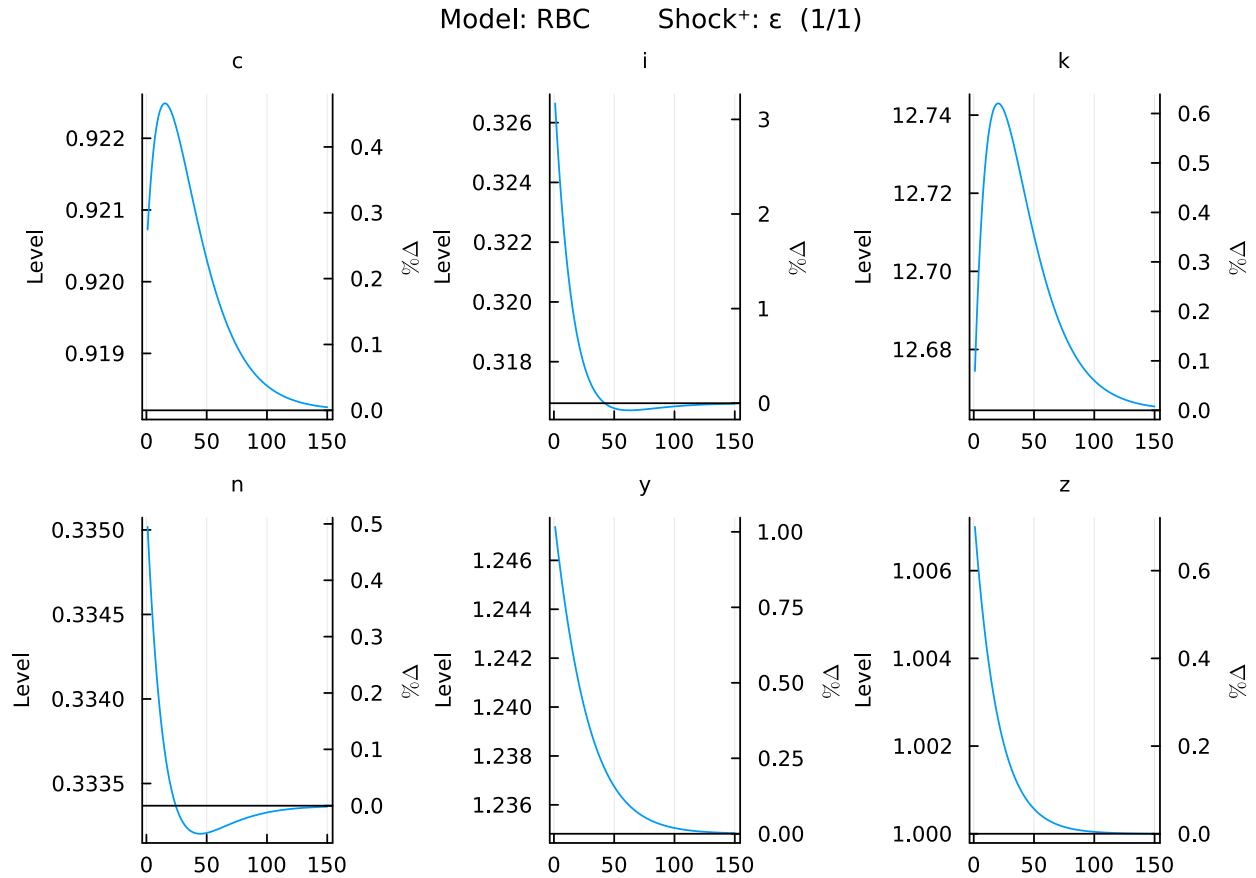 Model: RBC Shock⁺: ε (1/1)
c
Level
0.922
0.921
0.920
0.919
0.4
0.3
0.2
0.1
0.0
%Δ
0 50 100 150
i
Level
0.326
0.324
0.322
0.320
0.318
3
2
1
0
%Δ
0 50 100 150
k
Level
12.74
12.72
12.70
12.68
0.6
0.5
0.4
0.3
0.2
0.1
0.0
%Δ
0 50 100 150
n
Level
0.3350
0.3345
0.3340
0.3335
0.5
0.4
0.3
0.2
0.1
0.0
%Δ
0 50 100 150
y
Level
1.246
1.244
1.242
1.240
1.238
1.236
1.00
0.75
0.50
0.25
0.00
%Δ
0 50 100 150
z
Level
1.006
1.004
1.002
1.000
0.6
0.4
0.2
0.0
%Δ
0 50 100 150